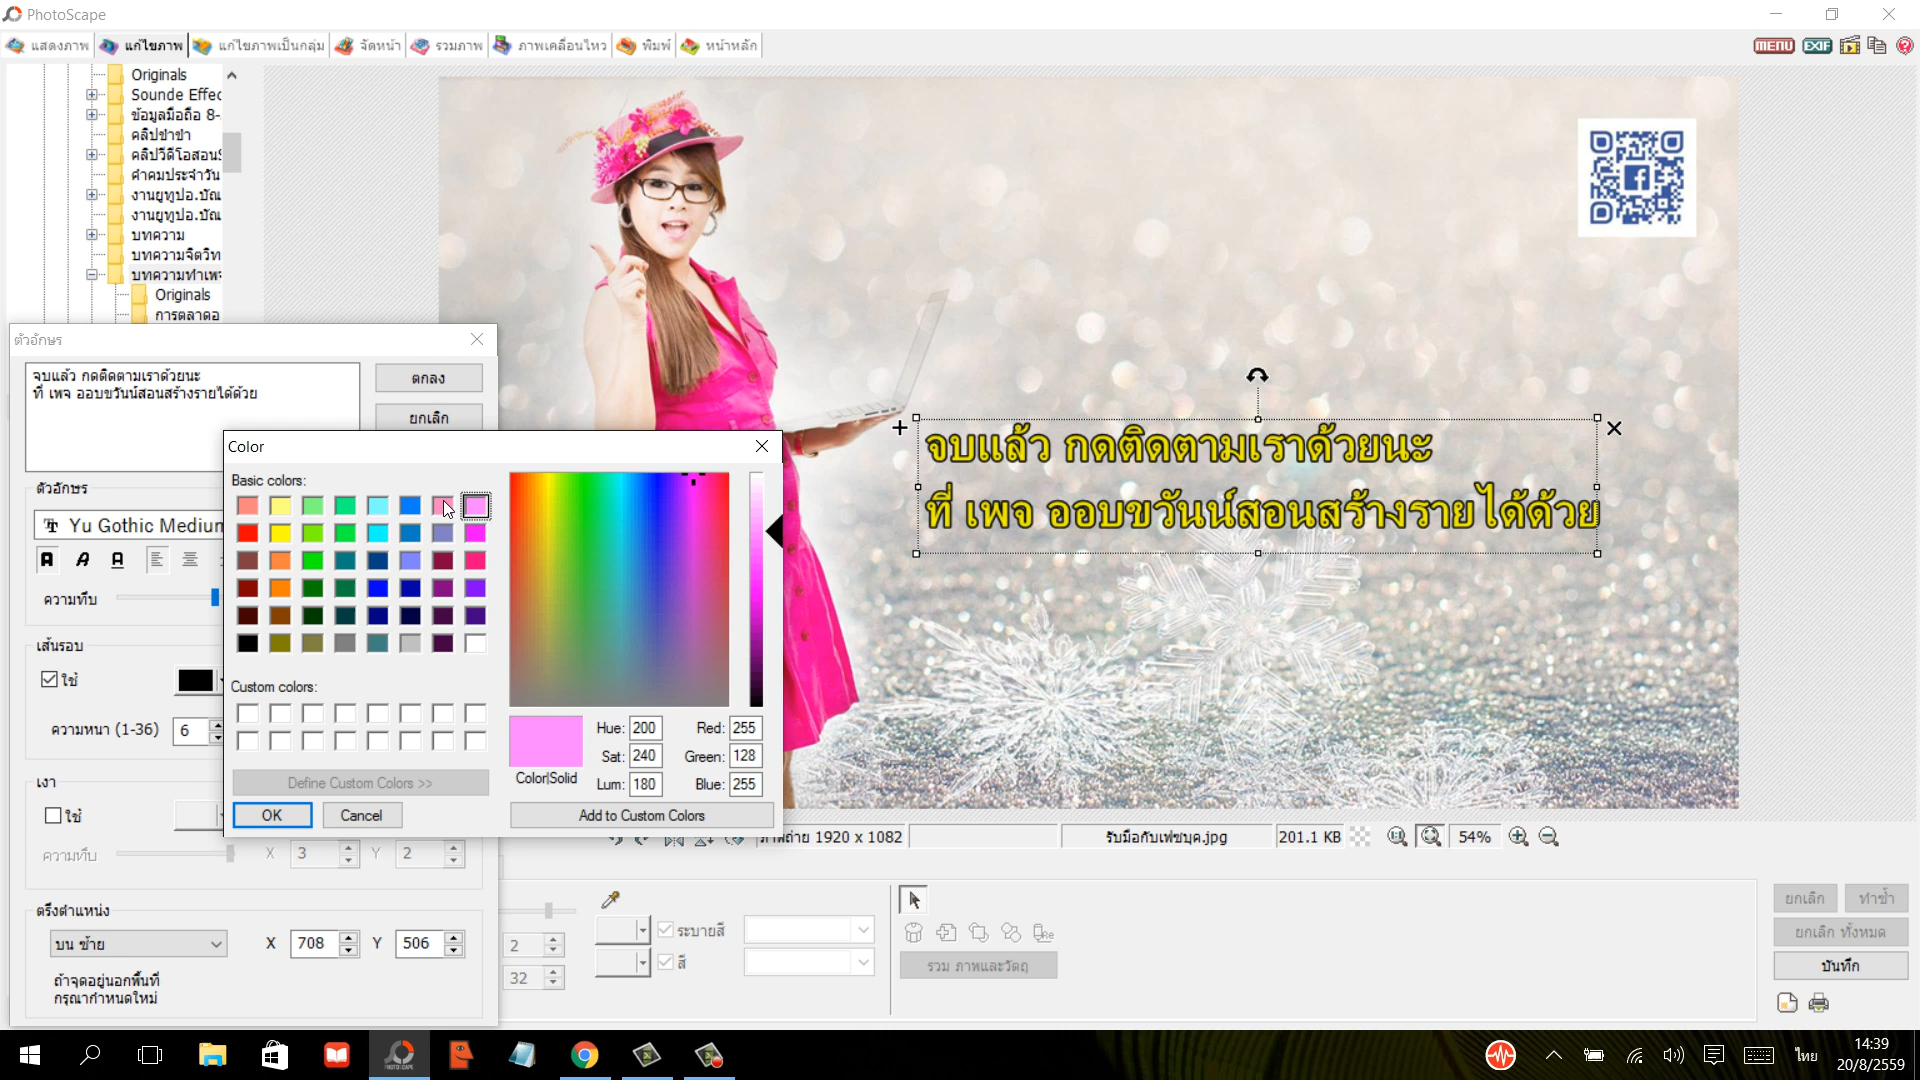 PhotoScape
แสดงภาพ
แก้ไขภาพ
แก้ไขภาพเป็นกลุ่ม
จัดหน้า
รวมภาพ
ภาพเคลื่อนไหว
พิมพ์
หน้าหลัก
MENU
EXIF
Originals
Sounde Effec
ข้อมูลมือถือ 8-
คลิปขำขำ
คลิปวีดีโอสอนS
คำคมประจำวัน
งานยูทูปอ.บัณ
งานยูทูปอ.บัณ
บทความ
บทความจิตวิท
บทความทำเพจ
Originals
การตลาดอ
ตัวอักษร
จบแล้ว กดติดตามเราด้วยนะ
ที่ เพจ ออบขวันน์สอนสร้างรายได้ด้วย
ตกลง
ยกเลิก
ตัวอักษร
Yu Gothic Medium
ความทึบ
เส้นรอบ
ใช้
ความหนา (1-36)
6
เงา
ใช้
ความทึบ
X 3 Y 2
ตรึงตำแหน่ง
บน ซ้าย
X 708 Y 506
ถ้าจุดอยู่นอกพื้นที่
กรุณากำหนดใหม่
Color
Basic colors:
Custom colors:
Define Custom Colors >>
OK
Cancel
Color|Solid
Hue: 200
Sat: 240
Lum: 180
Red: 255
Green: 128
Blue: 255
Add to Custom Colors
จบแล้ว กดติดตามเราด้วยนะ
ที่ เพจ ออบขวันน์สอนสร้างรายได้ด้วย
ภาพถ่าย 1920 x 1082
รับมือกับเฟซบุค.jpg
201.1 KB
54%
2
32
ระบายสี
สี
รวม ภาพและวัตถุ
ยกเลิก
ทำซ้ำ
ยกเลิก ทั้งหมด
บันทึก
PHOTOSCAPE
ไทย
14:39
20/8/2559